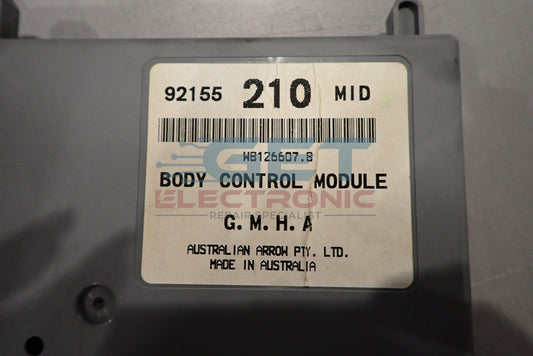 92155 210 MID
WB126607.B
GET
BODY CONTROL MODULE
ELECTRONIC
REPAIR SPECIALIST
G. M. H. A
AUSTRALIAN ARROW PTY. LTD.
MADE IN AUSTRALIA